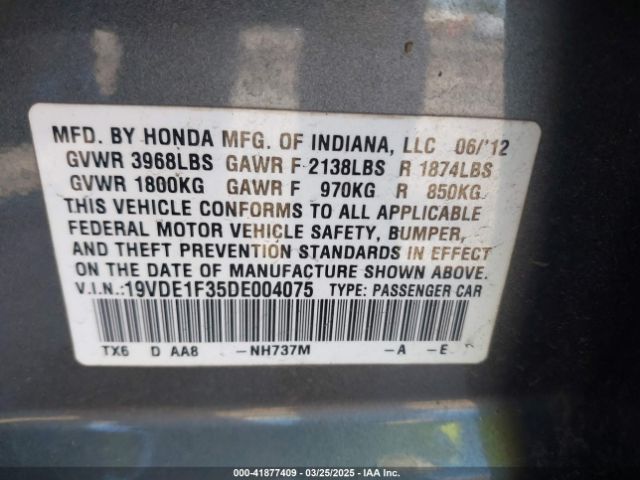 MFD. BY HONDA MFG. OF INDIANA, LLC 06/'12
GVWR 3968LBS GAWR F 2138LBS R 1874LBS
GVWR 1800KG GAWR F 970KG R 850KG
THIS VEHICLE CONFORMS TO ALL APPLICABLE
FEDERAL MOTOR VEHICLE SAFETY, BUMPER,
AND THEFT PREVENTION STANDARDS IN EFFECT
ON THE DATE OF MANUFACTURE SHOWN ABOVE.
V.I.N.:19VDE1F35DE004075 TYPE: PASSENGER CAR
TX6 D AA8 -NH737M -A -E
000-41877409 - 03/25/2025 - IAA Inc.